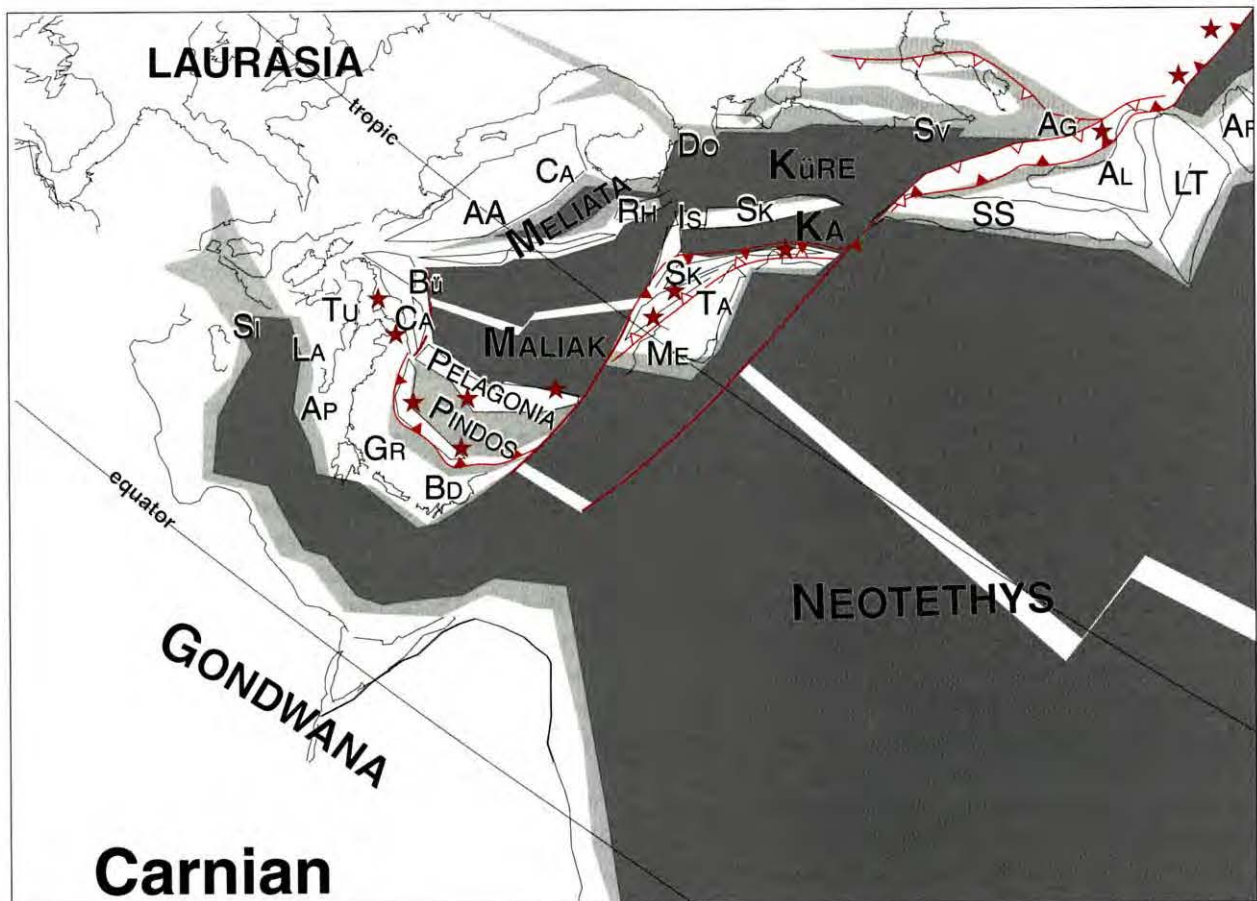 LAURASIA
tropic
DO
KÜRE
SV
AG
AF
CA
AL
LT
AA
MELIATA
RH
IS
SK
SS
KA
BÜ
SK
TU
CA
TA
SI
LA
MALIAK
ME
PELAGONIA
AP
PINDOS
GR
BD
equator
NEOTETHYS
GONDWANA
Carnian